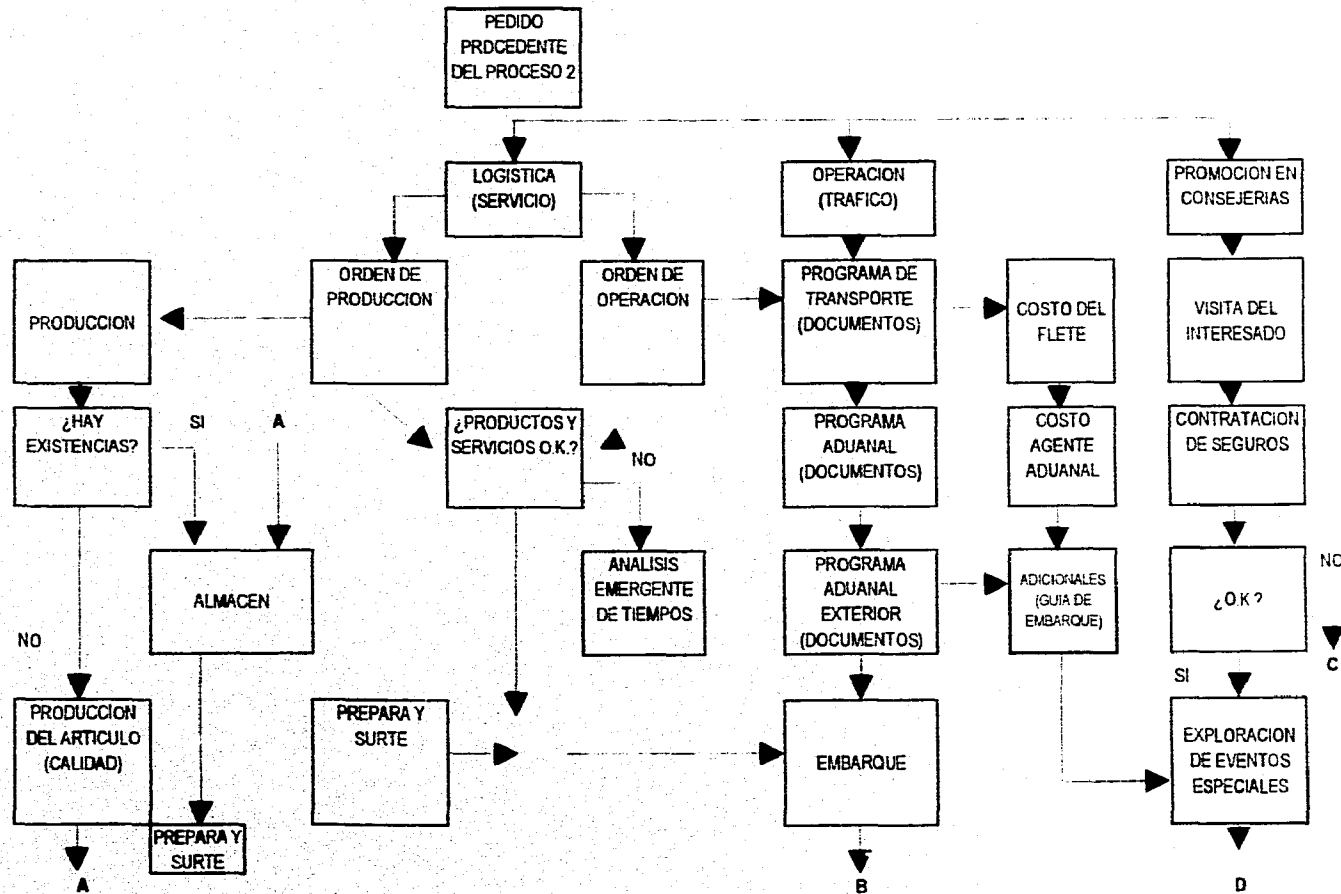 PEDIDO
PRDCEDENTE
DEL PROCESO 2
LOGISTICA
(SERVICIO)
OPERACION
(TRAFICO)
PROMOCION EN
CONSEJERIAS
PRODUCCION
ORDEN DE
PRODUCCION
ORDEN DE
OPERACION
PROGRAMA DE
TRANSPORTE
(DOCUMENTOS)
COSTO DEL
FLETE
VISITA DEL
INTERESADO
¿HAY
EXISTENCIAS?
SI
A
¿PRODUCTOS Y
SERVICIOS O.K.?
NO
PROGRAMA
ADUANAL
(DOCUMENTOS)
COSTO
AGENTE
ADUANAL
CONTRATACION
DE SEGUROS
NO
ALMACEN
ANALISIS
EMERGENTE
DE TIEMPOS
PROGRAMA
ADUANAL
EXTERIOR
(DOCUMENTOS)
ADICIONALES
(GUIA DE
EMBARQUE)
¿O.K?
NO
C
SI
PRODUCCION
DEL ARTICULO
(CALIDAD)
PREPARA Y
SURTE
PREPARA Y
SURTE
EMBARQUE
EXPLORACION
DE EVENTOS
ESPECIALES
A
B
D